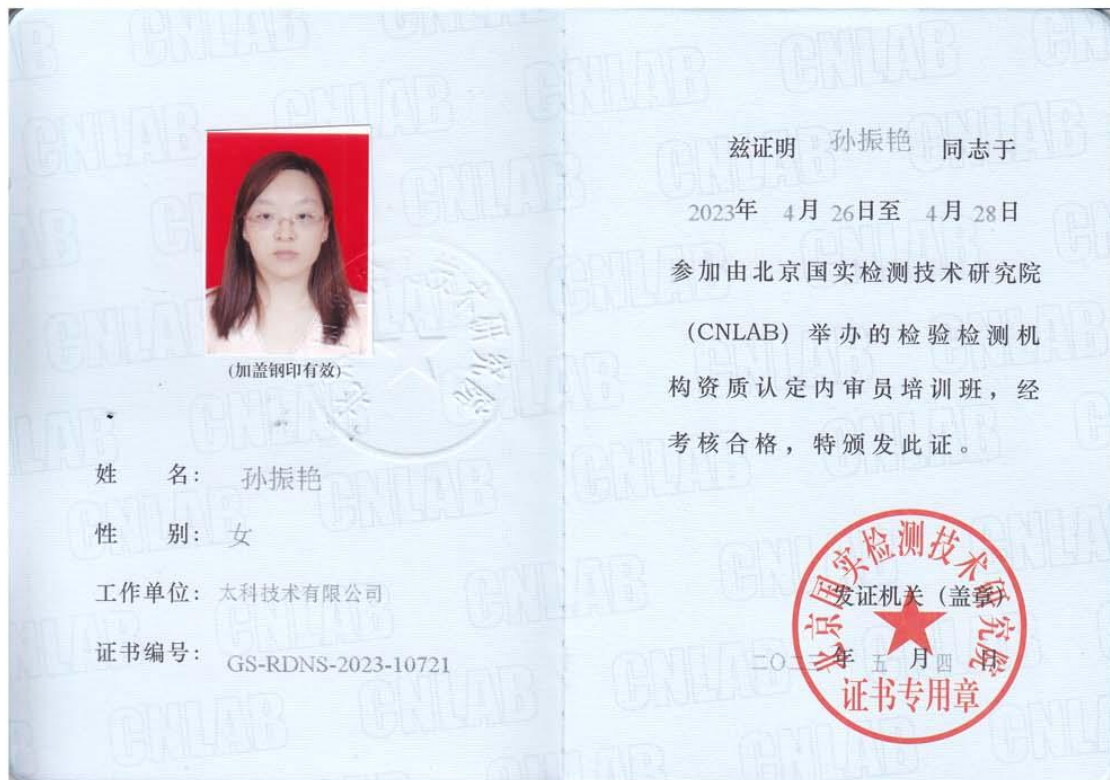 (加盖钢印有效)
姓 名： 孙振艳
性 别： 女
工作单位： 太科技术有限公司
证书编号： GS-RDNS-2023-10721
兹证明 孙振艳 同志于
2023年 4月 26日至 4月 28日
参加由北京国实检测技术研究院
（CNLAB）举办的检验检测机
构资质认定内审员培训班，经
考核合格，特颁发此证。
北京国实检测技术研究院
发证机关（盖章）
二〇二 年 五 月 四 日
证书专用章
CNLAB